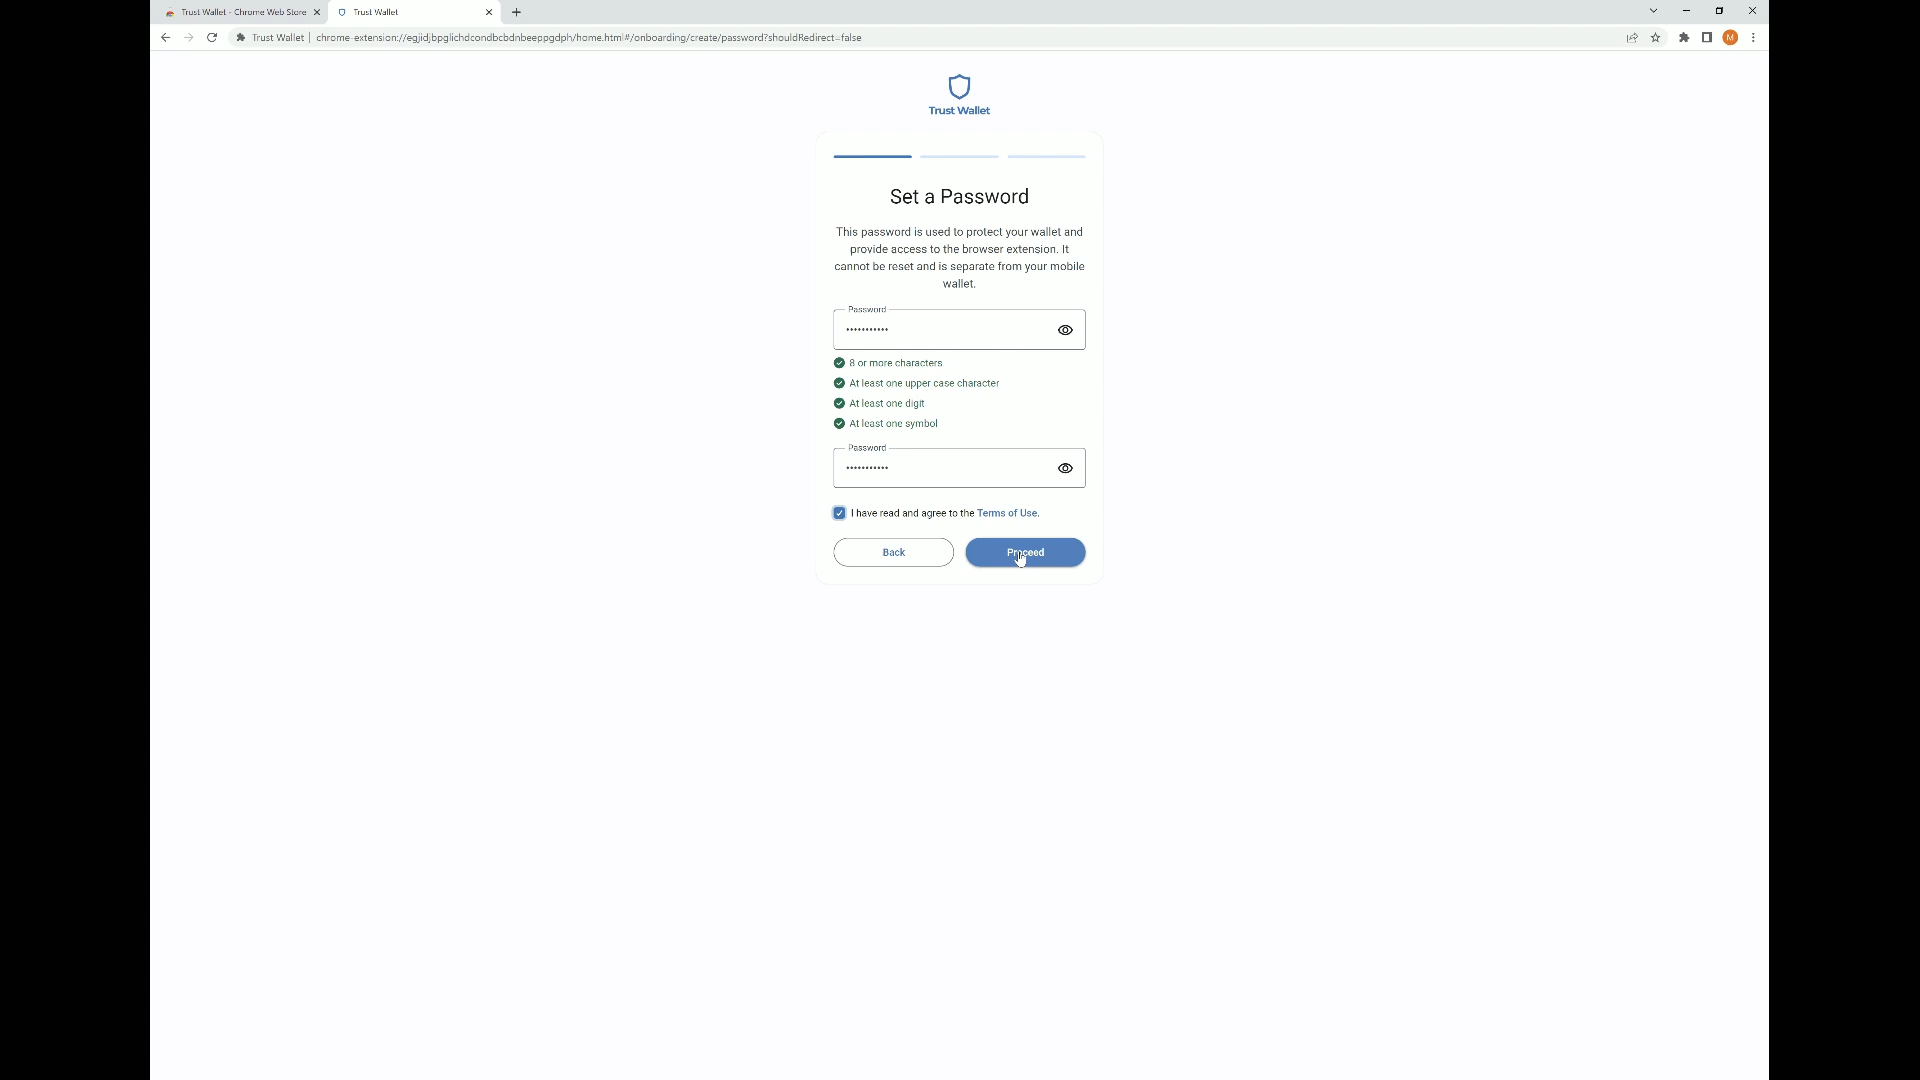 Trust Wallet - Chrome Web Store
Trust Wallet
Trust Wallet | chrome-extension://egjidjbpglichdcondbcbdnbeeppgdph/home.html#/onboarding/create/password?shouldRedirect=false
M
Trust Wallet
Set a Password
This password is used to protect your wallet and
provide access to the browser extension. It
cannot be reset and is separate from your mobile
wallet.
Password
•••••••••••
8 or more characters
At least one upper case character
At least one digit
At least one symbol
Password
•••••••••••
I have read and agree to the Terms of Use.
Back
Proceed